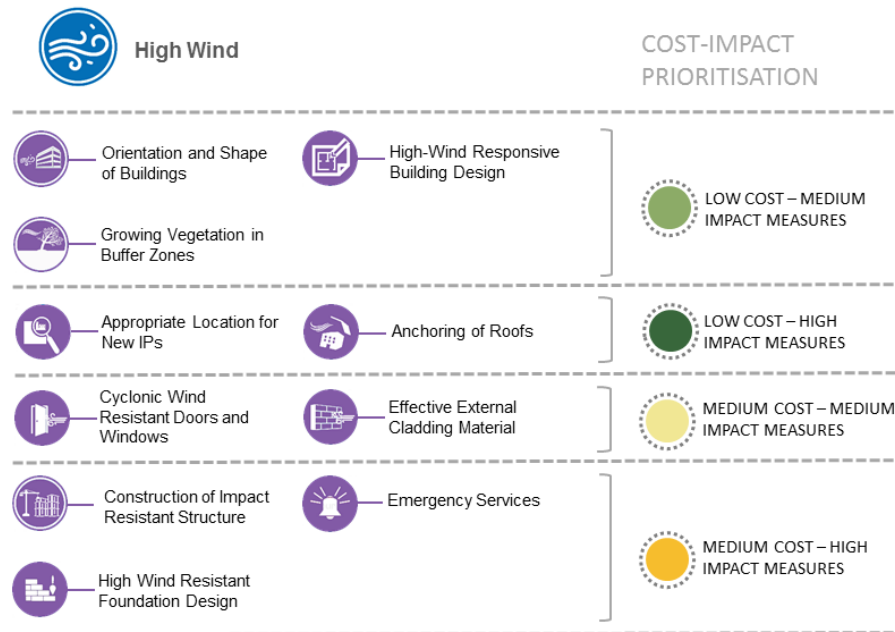 High Wind
COST-IMPACT
PRIORITISATION
Orientation and Shape
of Buildings
High-Wind Responsive
Building Design
Growing Vegetation in
Buffer Zones
LOW COST – MEDIUM
IMPACT MEASURES
Appropriate Location for
New IPs
Anchoring of Roofs
LOW COST – HIGH
IMPACT MEASURES
Cyclonic Wind
Resistant Doors and
Windows
Effective External
Cladding Material
MEDIUM COST – MEDIUM
IMPACT MEASURES
Construction of Impact
Resistant Structure
Emergency Services
High Wind Resistant
Foundation Design
MEDIUM COST – HIGH
IMPACT MEASURES